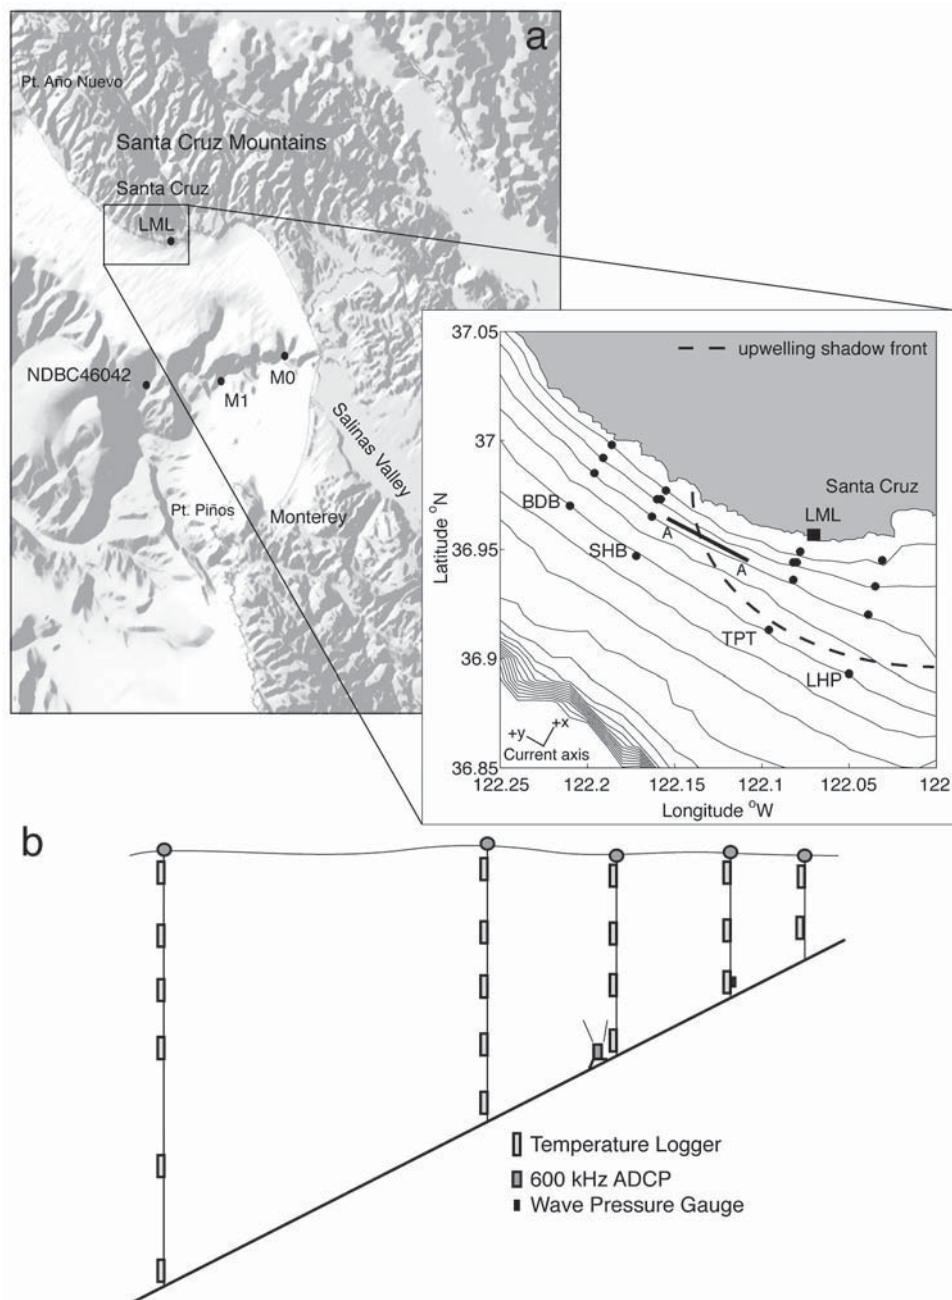 a
Pt. Año Nuevo
Santa Cruz Mountains
Santa Cruz
LML
NDBC46042
M1
M0
Salinas Valley
Pt. Piños
Monterey
37.05
37
36.95
36.9
36.85
Latitude °N
upwelling shadow front
Santa Cruz
LML
BDB
SHB
A
A
TPT
LHP
+y
+x
Current axis
122.25
122.2
122.15
122.1
122.05
122
Longitude °W
b
Temperature Logger
600 kHz ADCP
Wave Pressure Gauge